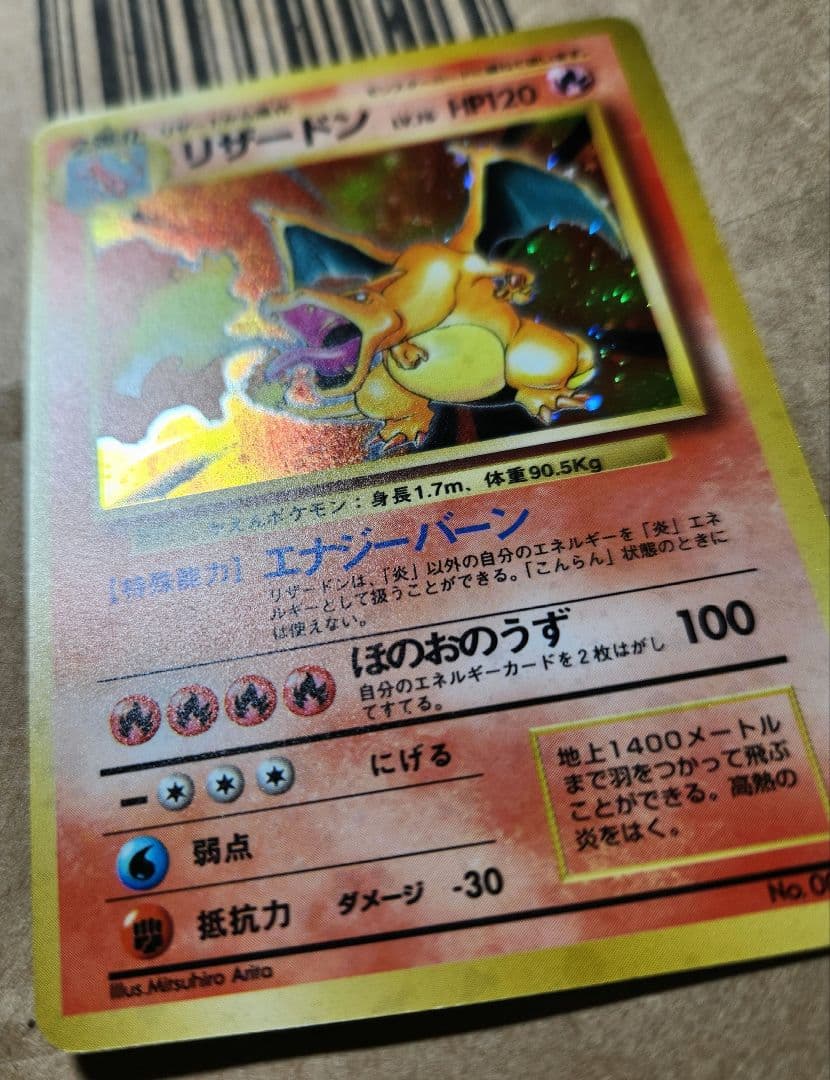 リザードン LV.76 HP120
かえんポケモン：身長1.7m、体重90.5Kg
[特殊能力] エナジーバーン
リザードンは、「炎」以外の自分のエネルギーを「炎」エネ
ルギーとして扱うことができる。「こんらん」状態のときに
は使えない。
ほのおのうず 100
自分のエネルギーカードを２枚はがし
てすてる。
にげる
地上1400メートル
まで羽をつかって飛ぶ
ことができる。高熱の
炎をはく。
弱点
抵抗力 ダメージ -30
Illus.Mitsuhiro Arita
No.